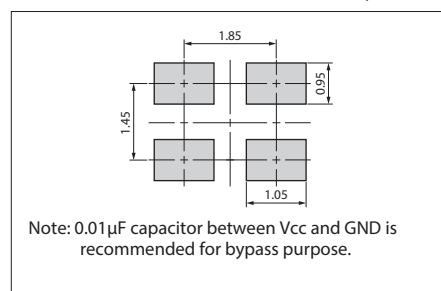 1.85
0.95
1.45
1.05
Note: 0.01µF capacitor between Vcc and GND is
recommended for bypass purpose.